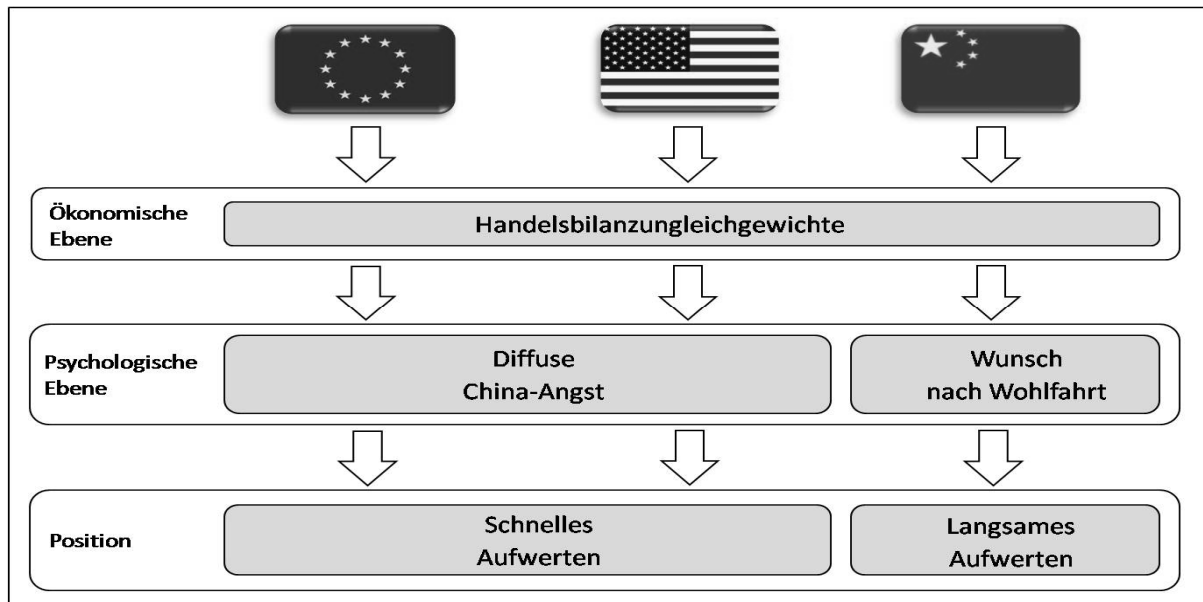 Ökonomische
Ebene
Handelsbilanzungleichgewichte
Psychologische
Ebene
Diffuse
China-Angst
Wunsch
nach Wohlfahrt
Position
Schnelles
Aufwerten
Langsames
Aufwerten